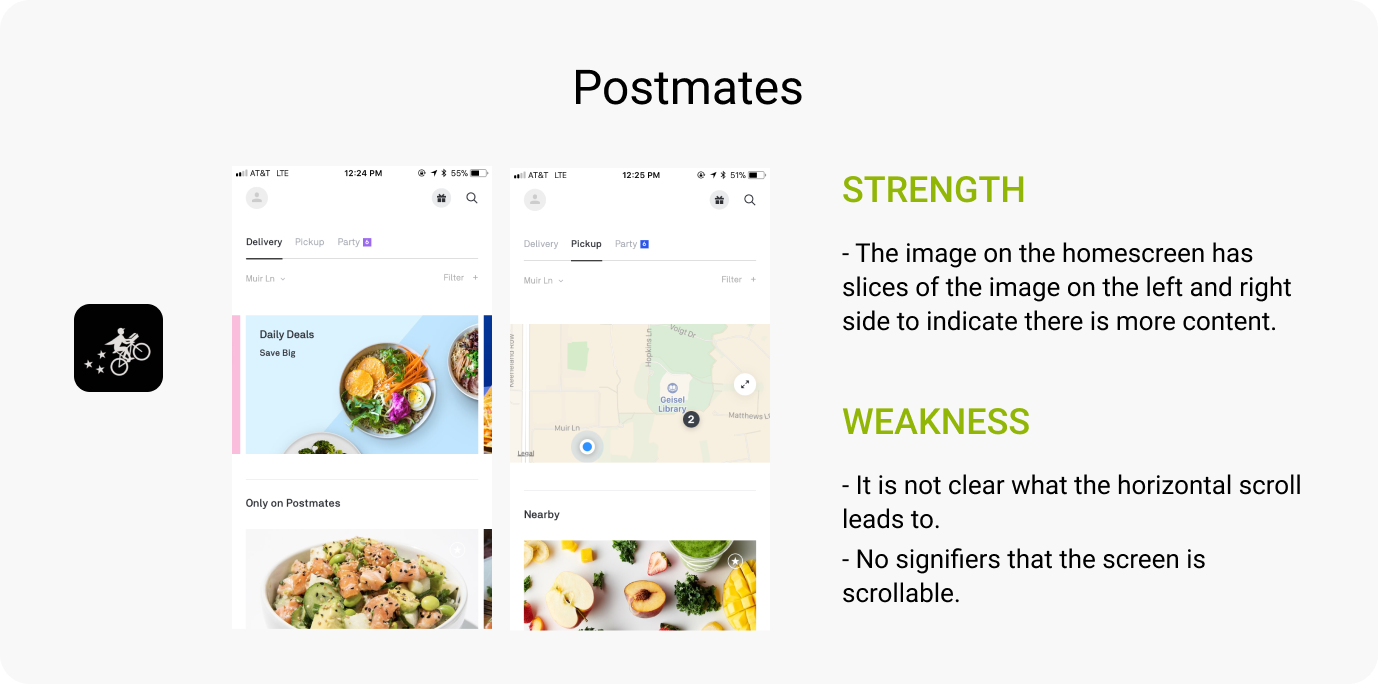 Postmates
AT&T LTE 12:24 PM 55%
Delivery Pickup Party 6
Muir Ln Filter +
Daily Deals
Save Big
Only on Postmates
AT&T LTE 12:25 PM 51%
Delivery Pickup Party 6
Muir Ln Filter +
Voigt Dr
Hopkins Ln
Keeneland Row
Geisel
Library
2
Matthews L
Muir Ln
Legal
Nearby
STRENGTH
- The image on the homescreen has
slices of the image on the left and right
side to indicate there is more content.
WEAKNESS
- It is not clear what the horizontal scroll
leads to.
- No signifiers that the screen is
scrollable.